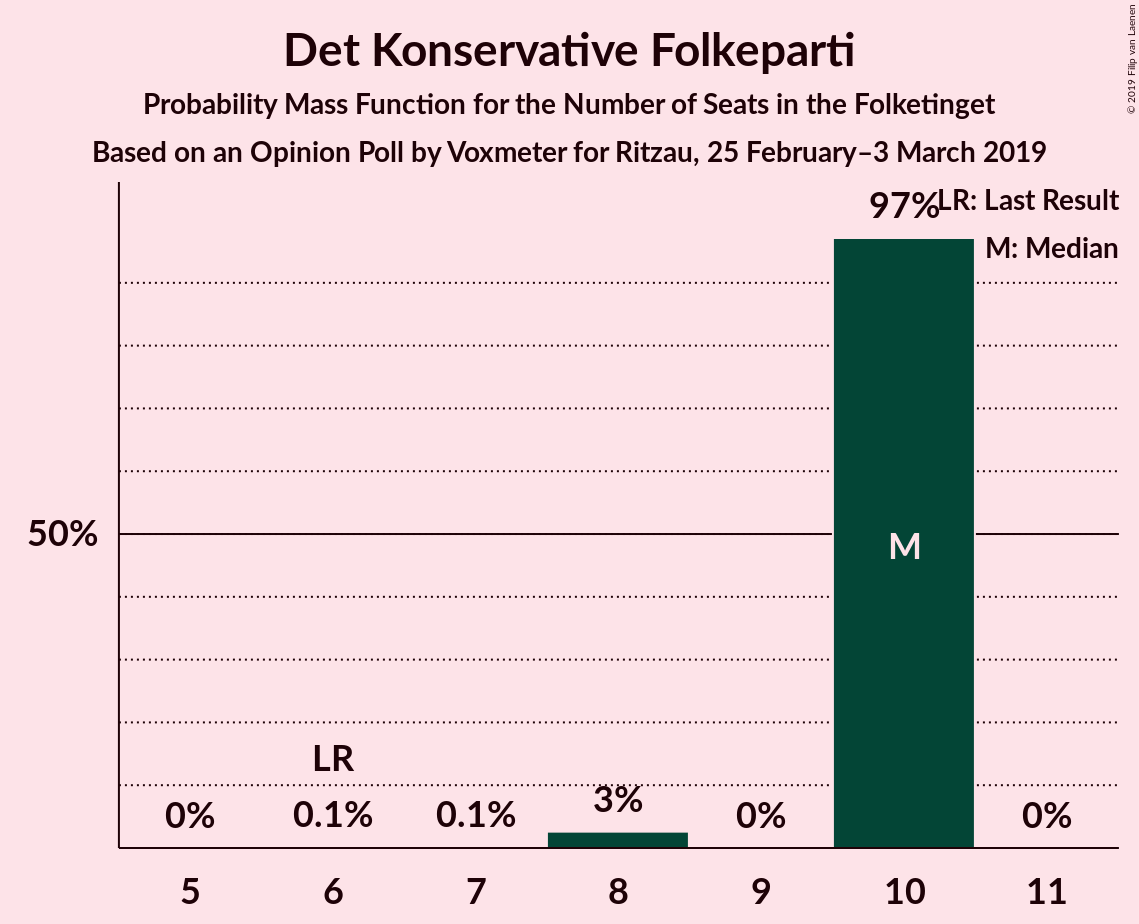 Det Konservative Folkeparti
Probability Mass Function for the Number of Seats in the Folketinget
Based on an Opinion Poll by Voxmeter for Ritzau, 25 February–3 March 2019
© 2019 Filip van Laenen
LR: Last Result
M: Median
97%
50%
M
LR
0%
0.1%
0.1%
3%
0%
0%
5
6
7
8
9
10
11